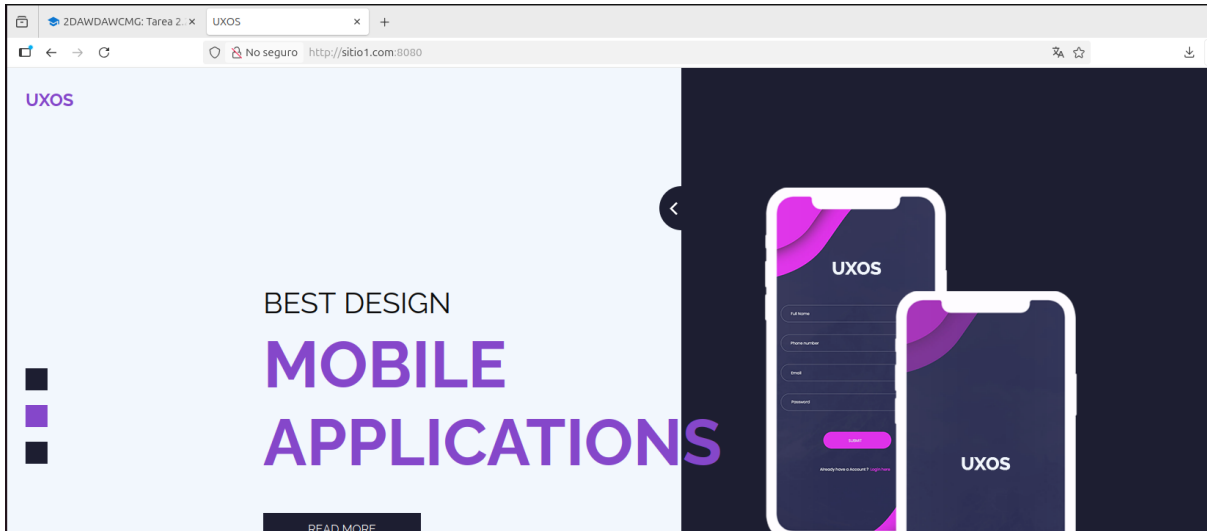 2DAWDAWCMG: Tarea 2.
UXOS
No seguro http://sitio1.com:8080
UXOS
BEST DESIGN
MOBILE
APPLICATIONS
READ MORE
UXOS
Full Name
Phone number
Email
Password
SUBMIT
Already have a Account ? Login here
UXOS